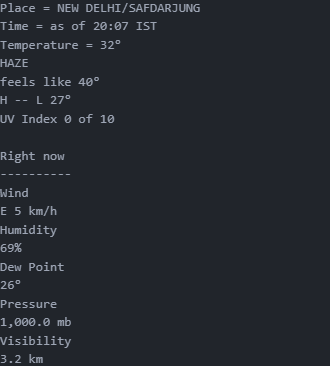 Place = NEW DELHI/SAFDARJUNG
Time = as of 20:07 IST
Temperature = 32°
HAZE
feels like 40°
H -- L 27°
UV Index 0 of 10
Right now
----------
Wind
E 5 km/h
Humidity
69%
Dew Point
26°
Pressure
1,000.0 mb
Visibility
3.2 km